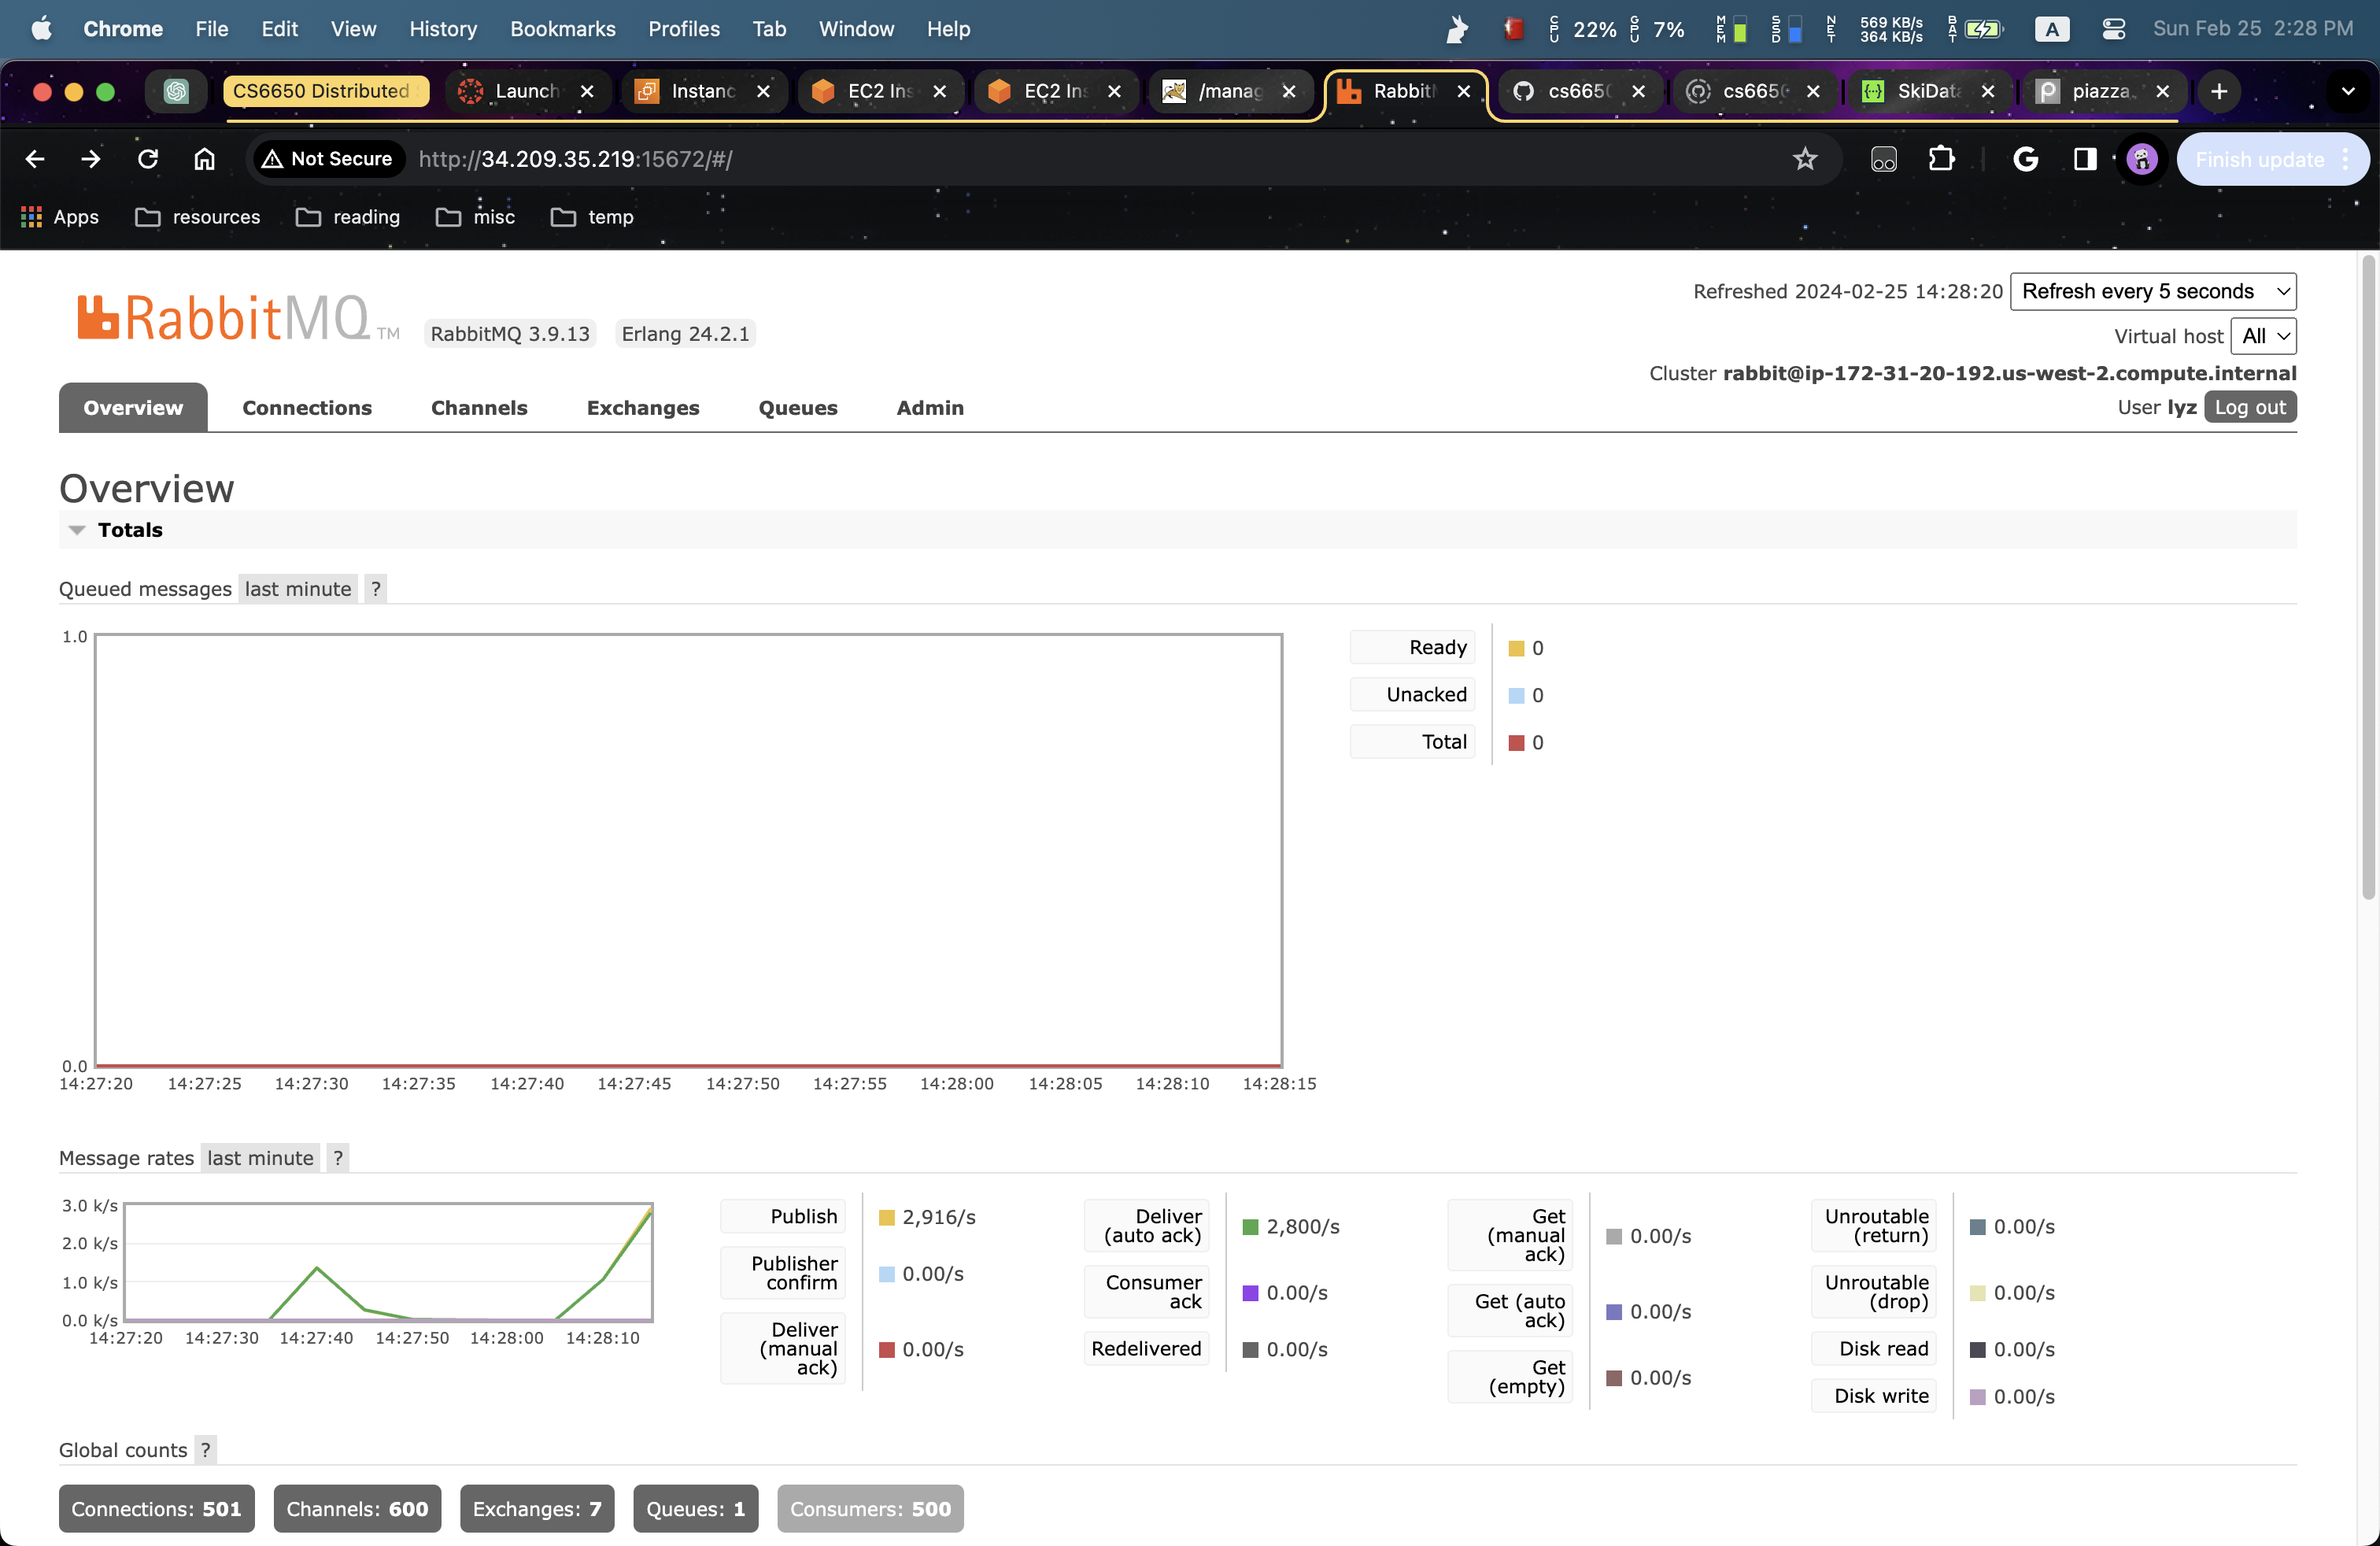 Chrome File Edit View History Bookmarks Profiles Tab Window Help CPU 22% GPU 7% MEM SSD NET 569 KB/s 364 KB/s BAT A Sun Feb 25 2:28 PM
CS6650 Distributed Launch Instanc EC2 Ins EC2 Ins /manag Rabbit cs665 cs665 SkiData piazza
Not Secure http://34.209.35.219:15672/#/ Finish update
Apps resources reading misc temp
Refreshed 2024-02-25 14:28:20 Refresh every 5 seconds
RabbitMQ TM RabbitMQ 3.9.13 Erlang 24.2.1
Virtual host All
Cluster rabbit@ip-172-31-20-192.us-west-2.compute.internal
User lyz Log out
Overview Connections Channels Exchanges Queues Admin
Overview
Totals
Queued messages last minute ?
1.0
0.0
14:27:20 14:27:25 14:27:30 14:27:35 14:27:40 14:27:45 14:27:50 14:27:55 14:28:00 14:28:05 14:28:10 14:28:15
Ready 0
Unacked 0
Total 0
Message rates last minute ?
3.0 k/s
2.0 k/s
1.0 k/s
0.0 k/s
14:27:20 14:27:30 14:27:40 14:27:50 14:28:00 14:28:10
Publish 2,916/s
Publisher confirm 0.00/s
Deliver (manual ack) 0.00/s
Deliver (auto ack) 2,800/s
Consumer ack 0.00/s
Redelivered 0.00/s
Get (manual ack) 0.00/s
Get (auto ack) 0.00/s
Get (empty) 0.00/s
Unroutable (return) 0.00/s
Unroutable (drop) 0.00/s
Disk read 0.00/s
Disk write 0.00/s
Global counts ?
Connections: 501 Channels: 600 Exchanges: 7 Queues: 1 Consumers: 500